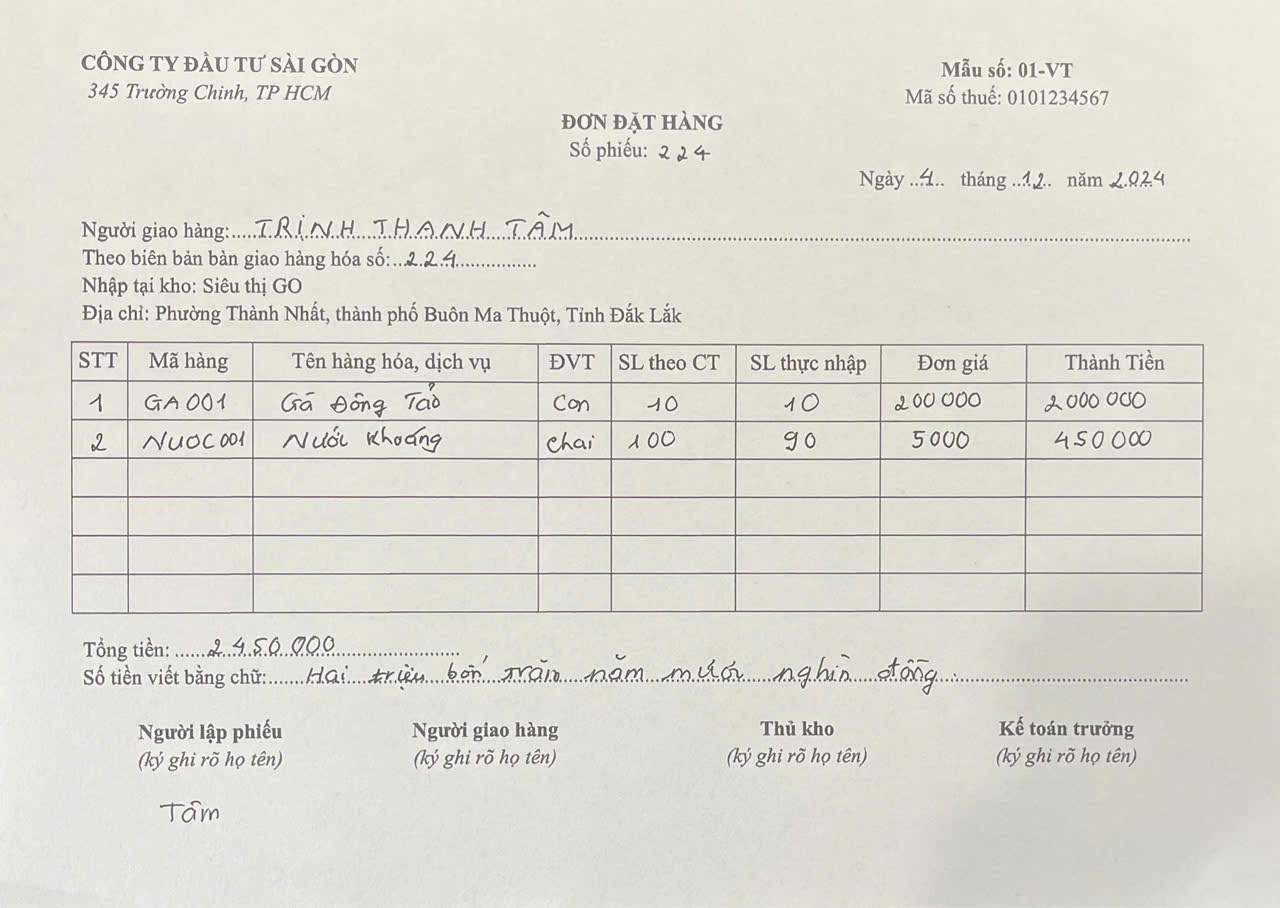 CÔNG TY ĐẦU TƯ SÀI GÒN
345 Trường Chinh, TP HCM
Mẫu số: 01-VT
Mã số thuế: 0101234567
ĐƠN ĐẶT HÀNG
Số phiếu: 224
Ngày ..4.. tháng ..12.. năm 2024
Người giao hàng: TRỊNH THANH TÂM
Theo biên bản bàn giao hàng hóa số: 224
Nhập tại kho: Siêu thị GO
Địa chỉ: Phường Thành Nhất, thành phố Buôn Ma Thuột, Tỉnh Đắk Lắk
STT Mã hàng Tên hàng hóa, dịch vụ ĐVT SL theo CT SL thực nhập Đơn giá Thành Tiền
1 GA001 Gà Đông Tảo Con 10 10 200 000 2 000 000
2 NUOC001 Nước khoáng chai 100 90 5000 450 000
Tổng tiền: 2.450.000
Số tiền viết bằng chữ: Hai triệu bốn trăm năm mươi nghìn đồng.
Người lập phiếu Người giao hàng Thủ kho Kế toán trưởng
(ký ghi rõ họ tên) (ký ghi rõ họ tên) (ký ghi rõ họ tên) (ký ghi rõ họ tên)
Tâm